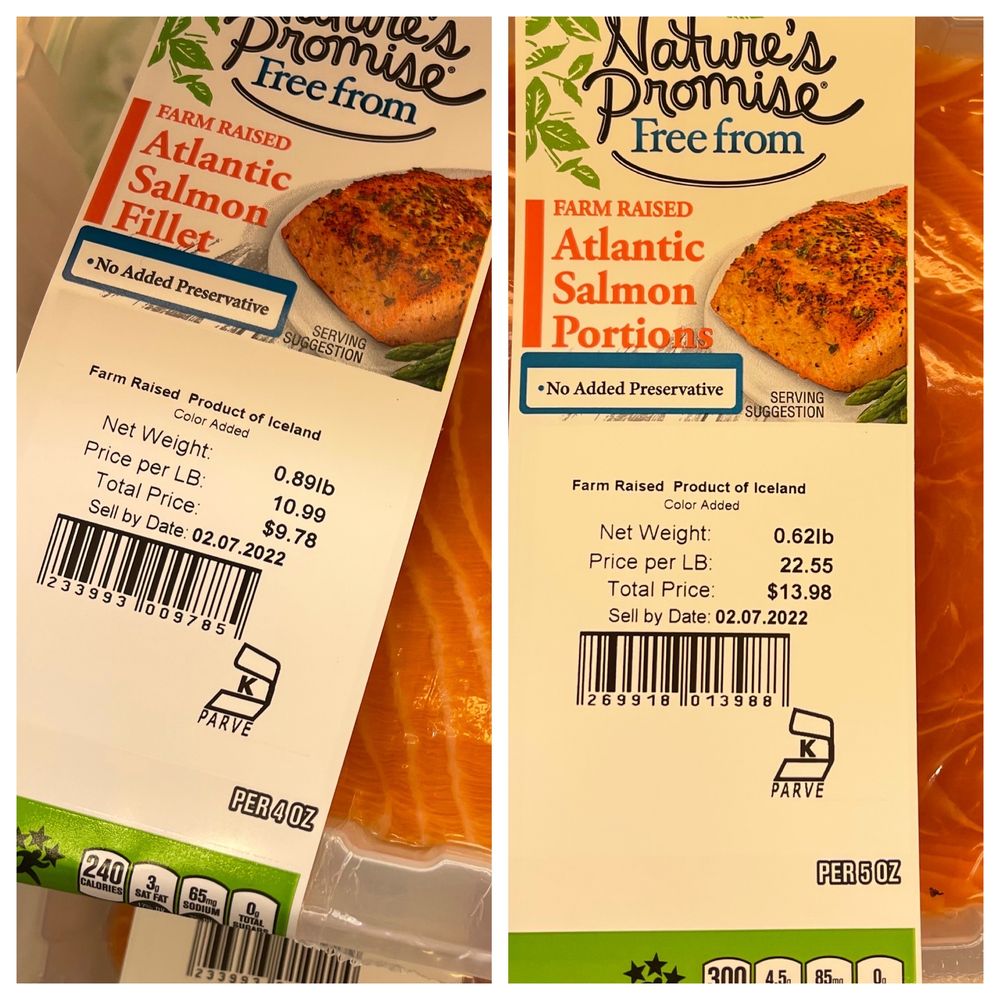 Nature's
Promise®
Free from
FARM RAISED
Atlantic
Salmon
Fillet
•No Added Preservative
SERVING
SUGGESTION
Farm Raised Product of Iceland
Color Added
Net Weight: 0.89lb
Price per LB: 10.99
Total Price: $9.78
Sell by Date: 02.07.2022
233993 009785
K
PARVE
PER 4 OZ
240 CALORIES
3g SAT FAT
65mg SODIUM
0g TOTAL SUGARS
23399
Nature's
Promise®
Free from
FARM RAISED
Atlantic
Salmon
Portions
•No Added Preservative
SERVING
SUGGESTION
Farm Raised Product of Iceland
Color Added
Net Weight: 0.62lb
Price per LB: 22.55
Total Price: $13.98
Sell by Date: 02.07.2022
269918 013988
K
PARVE
PER 5 OZ
300 4.5g 85mg 0g